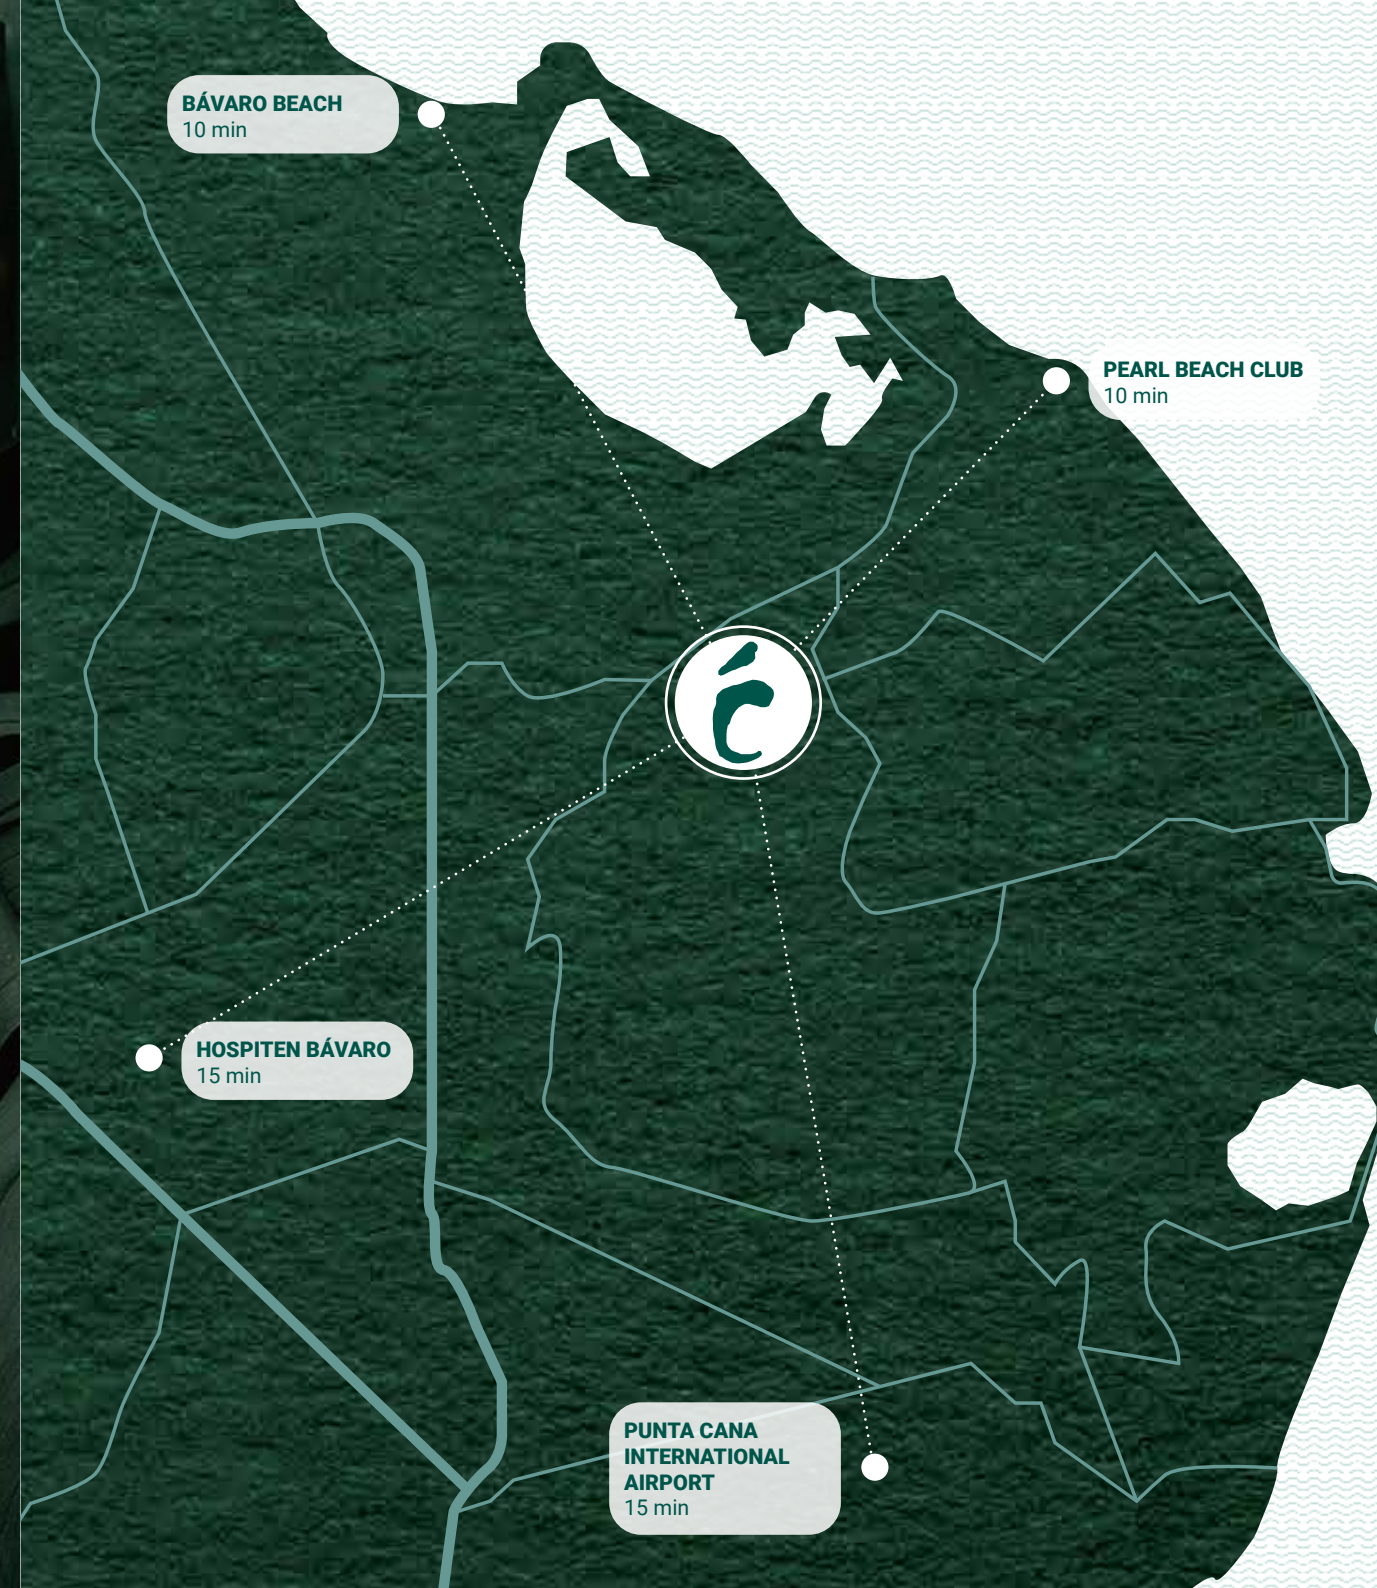 BÁVARO BEACH
10 min
PEARL BEACH CLUB
10 min
HOSPITEN BÁVARO
15 min
PUNTA CANA
INTERNATIONAL
AIRPORT
15 min